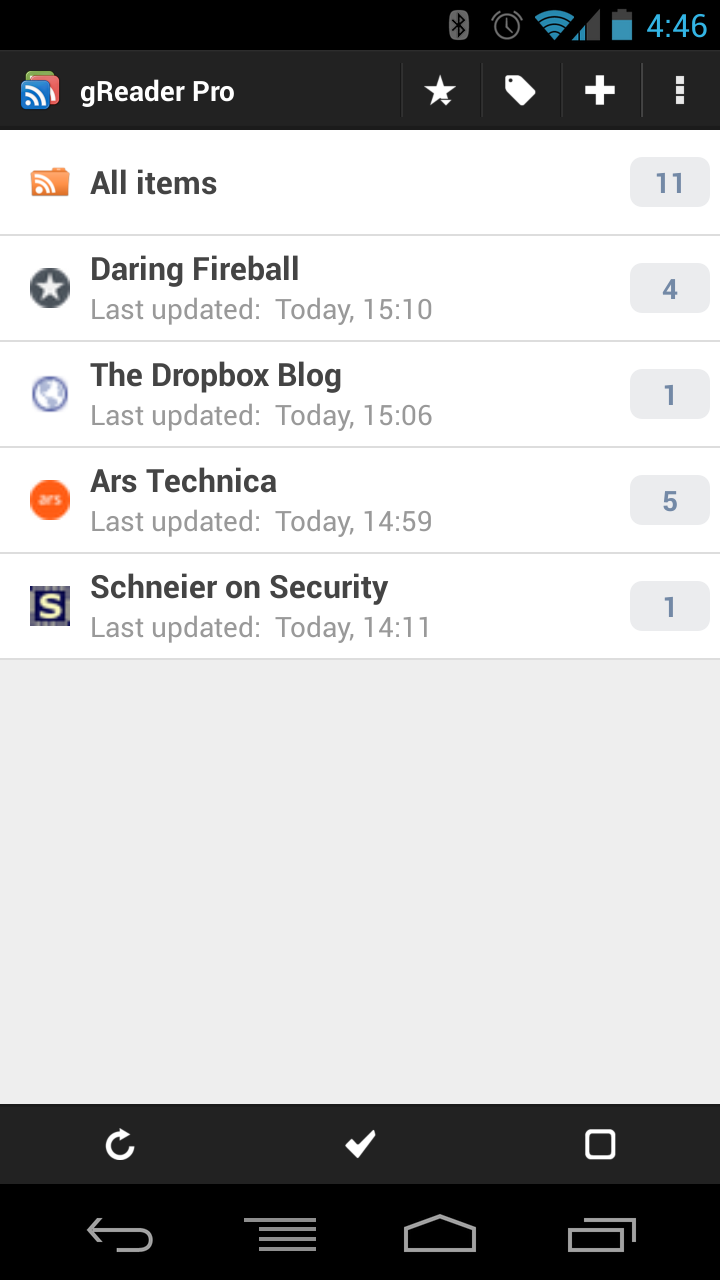 4:46
gReader Pro
All items
11
Daring Fireball
Last updated: Today, 15:10
4
The Dropbox Blog
Last updated: Today, 15:06
1
ars
Ars Technica
Last updated: Today, 14:59
5
S
Schneier on Security
Last updated: Today, 14:11
1